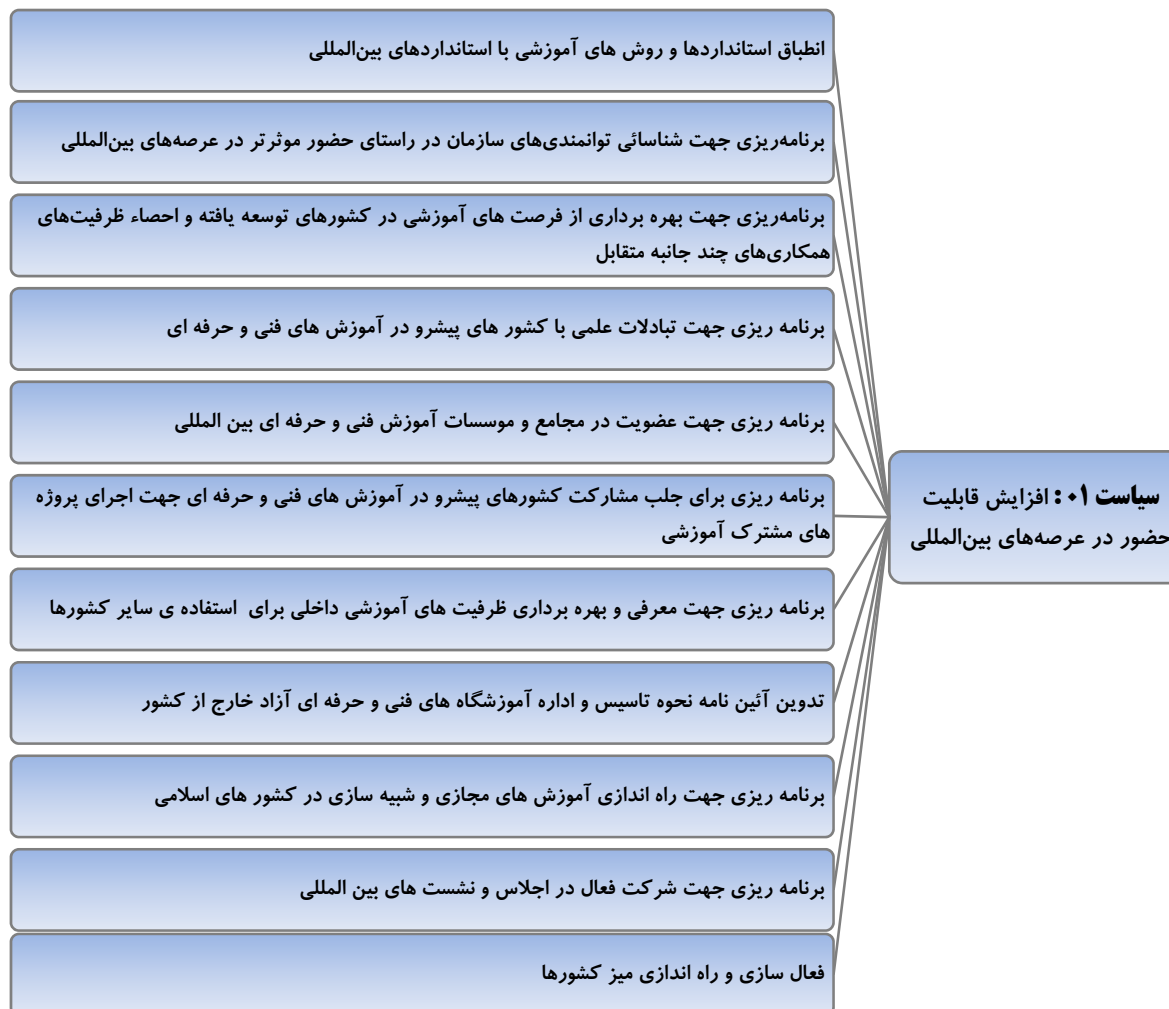 سیاست ۰۱: افزایش قابلیت
حضور در عرصه‌های بین‌المللی
انطباق استانداردها و روش های آموزشی با استانداردهای بین‌المللی
برنامه‌ریزی جهت شناسائی توانمندی‌های سازمان در راستای حضور موثرتر در عرصه‌های بین‌المللی
برنامه‌ریزی جهت بهره برداری از فرصت های آموزشی در کشورهای توسعه یافته و احصاء ظرفیت‌های
همکاری‌های چند جانبه متقابل
برنامه ریزی جهت تبادلات علمی با کشور های پیشرو در آموزش های فنی و حرفه ای
برنامه ریزی جهت عضویت در مجامع و موسسات آموزش فنی و حرفه ای بین المللی
برنامه ریزی برای جلب مشارکت کشورهای پیشرو در آموزش های فنی و حرفه ای جهت اجرای پروژه
های مشترک آموزشی
برنامه ریزی جهت معرفی و بهره برداری ظرفیت های آموزشی داخلی برای استفاده ی سایر کشورها
تدوین آئین نامه نحوه تاسیس و اداره آموزشگاه های فنی و حرفه ای آزاد خارج از کشور
برنامه ریزی جهت راه اندازی آموزش های مجازی و شبیه سازی در کشور های اسلامی
برنامه ریزی جهت شرکت فعال در اجلاس و نشست های بین المللی
فعال سازی و راه اندازی میز کشورها